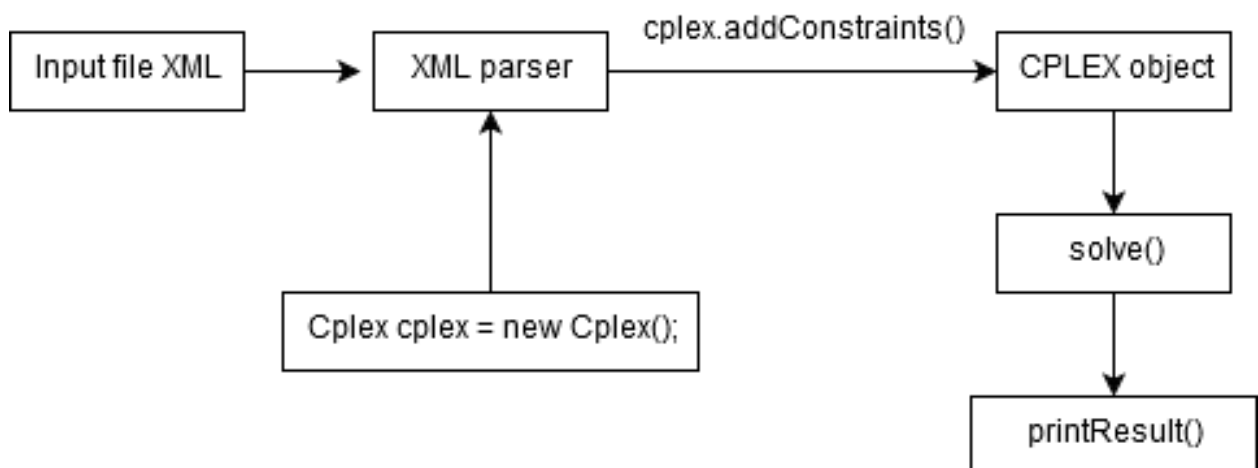 cplex.addConstraints()
Input file XML
XML parser
CPLEX object
solve()
Cplex cplex = new Cplex();
printResult()